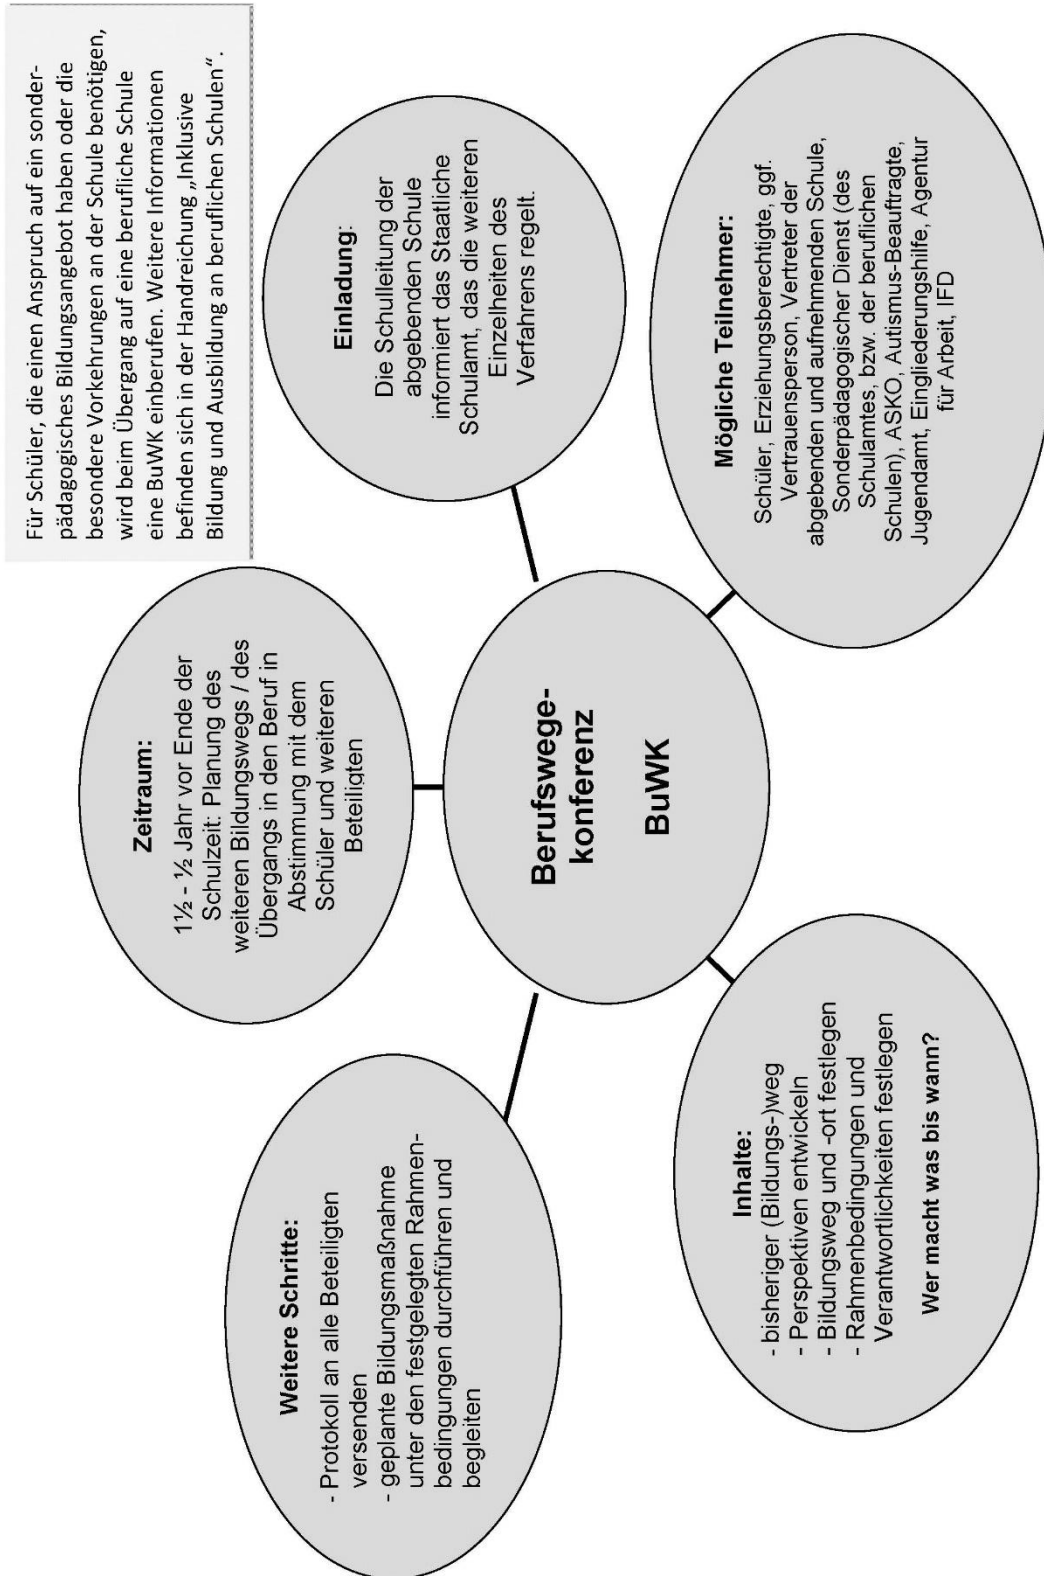 Für Schüler, die einen Anspruch auf ein sonder-
pädagogisches Bildungsangebot haben oder die
besondere Vorkehrungen an der Schule benötigen,
wird beim Übergang auf eine berufliche Schule
eine BuWK einberufen. Weitere Informationen
befinden sich in der Handreichung „Inklusive
Bildung und Ausbildung an beruflichen Schulen“.
Zeitraum:
1½ - ½ Jahr vor Ende der
Schulzeit: Planung des
weiteren Bildungswegs / des
Übergangs in den Beruf in
Abstimmung mit dem
Schüler und weiteren
Beteiligten
Einladung:
Die Schulleitung der
abgebenden Schule
informiert das Staatliche
Schulamt, das die weiteren
Einzelheiten des
Verfahrens regelt.
Weitere Schritte:
- Protokoll an alle Beteiligten
versenden
- geplante Bildungsmaßnahme
unter den festgelegten Rahmen-
bedingungen durchführen und
begleiten
Berufswege-
konferenz
BuWK
Inhalte:
- bisheriger (Bildungs-)weg
- Perspektiven entwickeln
- Bildungsweg und -ort festlegen
- Rahmenbedingungen und
Verantwortlichkeiten festlegen
Wer macht was bis wann?
Mögliche Teilnehmer:
Schüler, Erziehungsberechtigte, ggf.
Vertrauensperson, Vertreter der
abgebenden und aufnehmenden Schule,
Sonderpädagogischer Dienst (des
Schulamtes, bzw. der beruflichen
Schulen), ASKO, Autismus-Beauftragte,
Jugendamt, Eingliederungshilfe, Agentur
für Arbeit, IFD